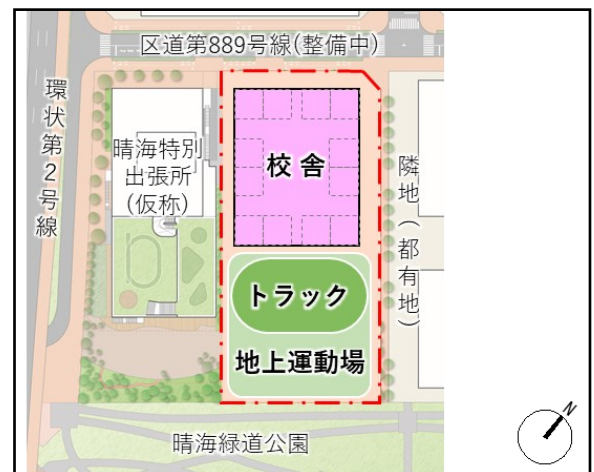 区道第889号線(整備中)
環状第2号線
晴海特別
出張所
(仮称)
校舎
隣地(都有地)
トラック
地上運動場
晴海緑道公園
N